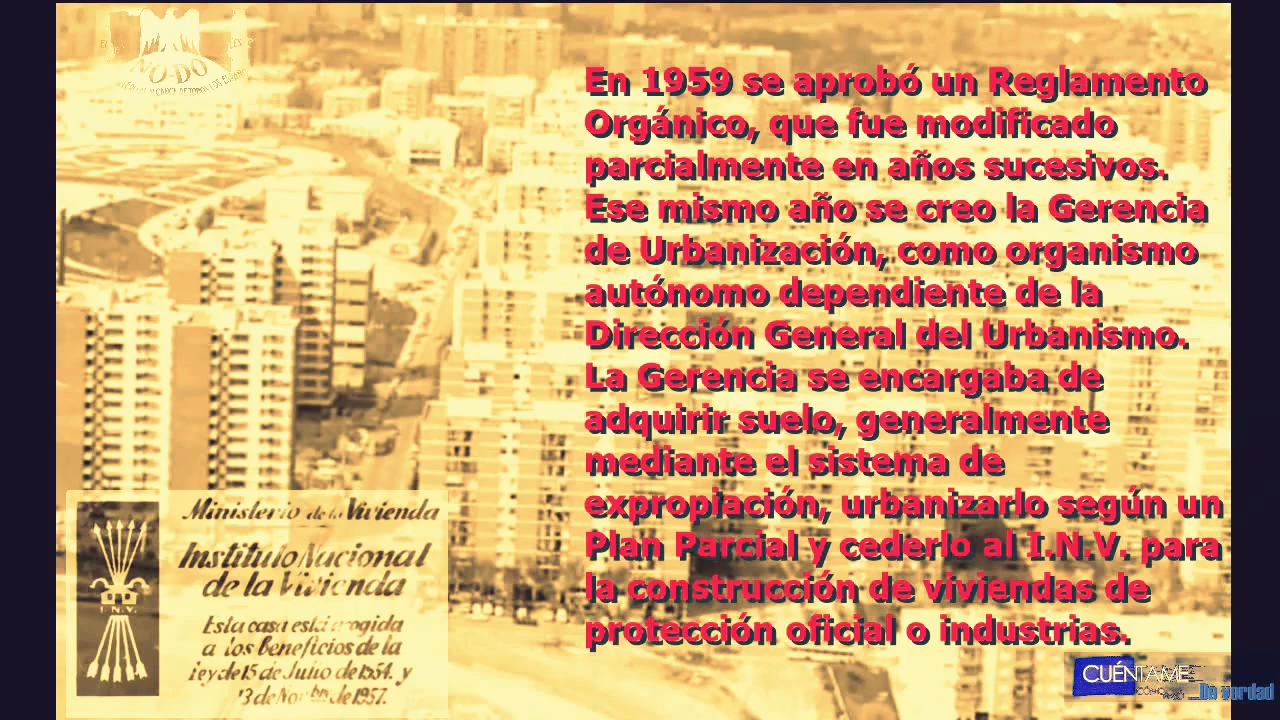 NO-DO
En 1959 se aprobó un Reglamento
Orgánico, que fue modificado
parcialmente en años sucesivos.
Ese mismo año se creo la Gerencia
de Urbanización, como organismo
autónomo dependiente de la
Dirección General del Urbanismo.
La Gerencia se encargaba de
adquirir suelo, generalmente
mediante el sistema de
expropiación, urbanizarlo según un
Plan Parcial y cederlo al I.N.V. para
la construcción de viviendas de
protección oficial o industrias.
Ministerio de la Vivienda
Instituto Nacional
de la Vivienda
I.N.V.
Esta casa está acogida
a los beneficios de la
ley de 15 de Julio de 1954. y
13 de Novbre de 1957.
CUÉNTAME
CÓMO
...De verdad